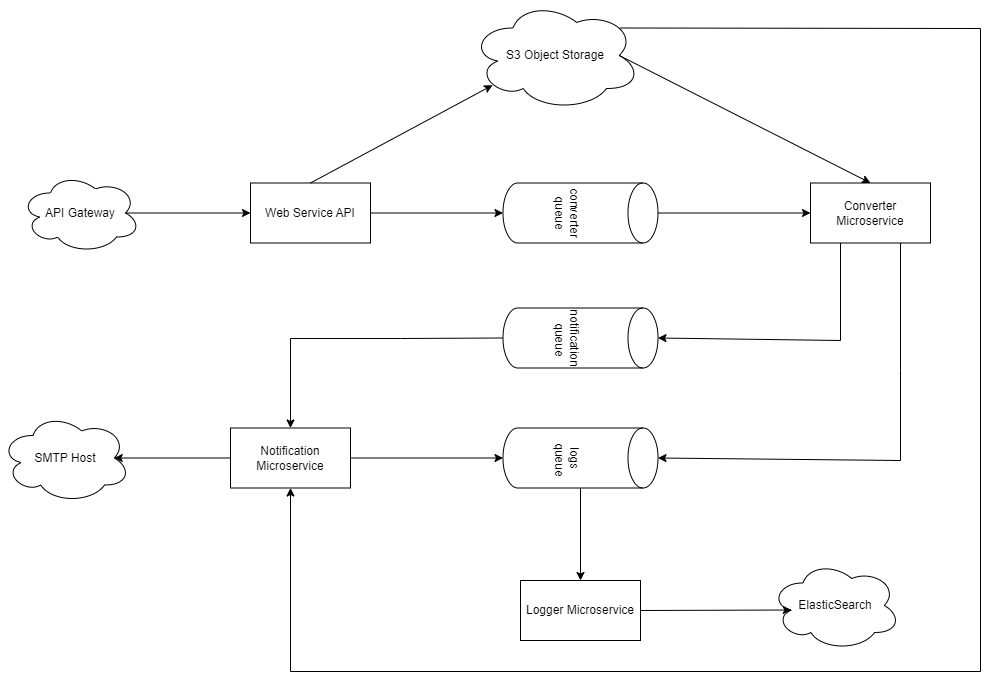 S3 Object Storage
API Gateway
Web Service API
converter
queue
Converter
Microservice
notification
queue
SMTP Host
Notification
Microservice
logs
queue
Logger Microservice
ElasticSearch